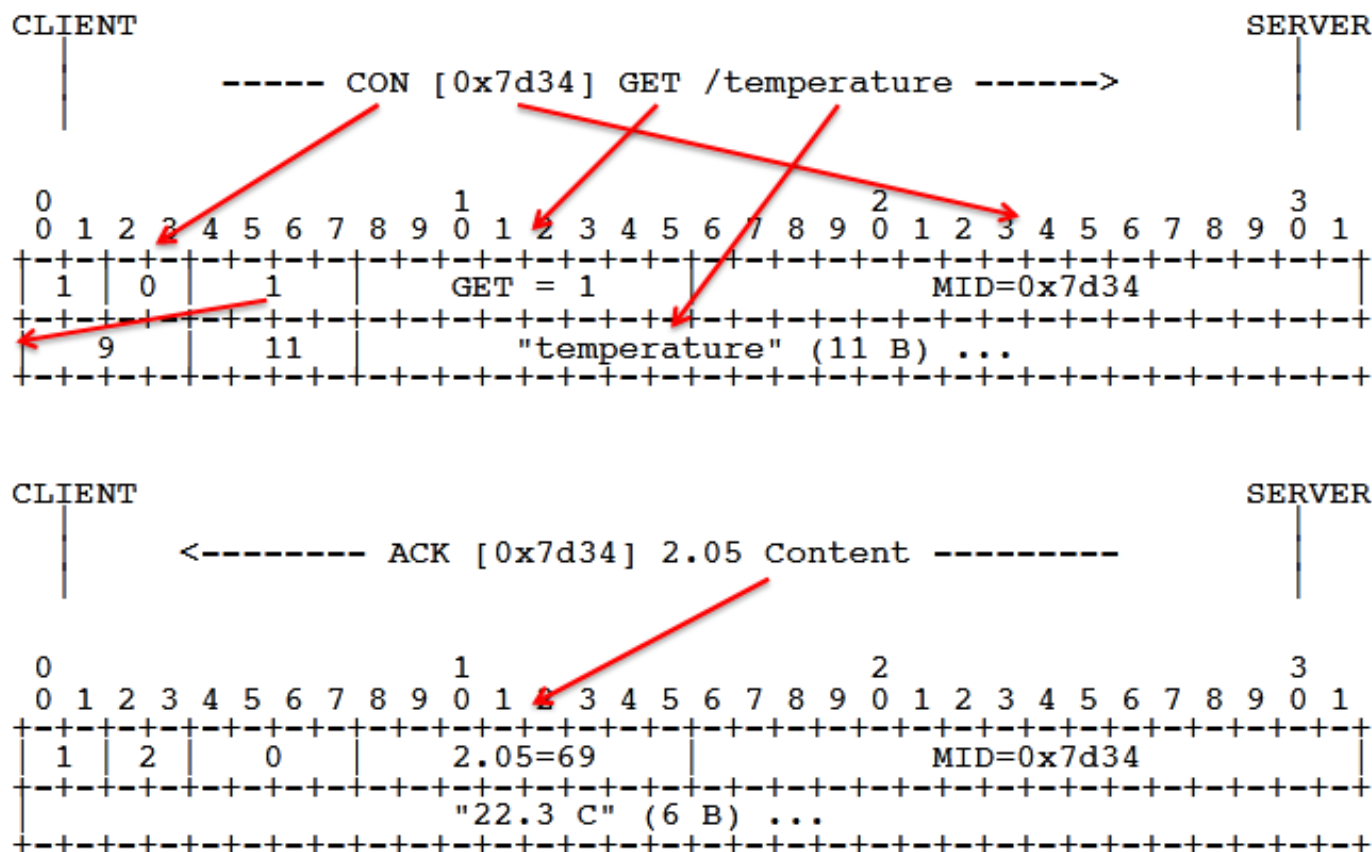 CLIENT SERVER
----- CON [0x7d34] GET /temperature ------>
0 1 2 3
0 1 2 3 4 5 6 7 8 9 0 1 2 3 4 5 6 7 8 9 0 1 2 3 4 5 6 7 8 9 0 1
+-+-+-+-+-+-+-+-+-+-+-+-+-+-+-+-+-+-+-+-+-+-+-+-+-+-+-+-+-+-+-+-+
| 1 | 0 | 1 | GET = 1 | MID=0x7d34 |
+-+-+-+-+-+-+-+-+-+-+-+-+-+-+-+-+-+-+-+-+-+-+-+-+-+-+-+-+-+-+-+-+
| 9 | 11 | "temperature" (11 B) ...
+-+-+-+-+-+-+-+-+-+-+-+-+-+-+-+-+-+-+-+-+-+-+-+-+-+-+-+-+-+-+-+-+
CLIENT SERVER
<-------- ACK [0x7d34] 2.05 Content ---------
0 1 2 3
0 1 2 3 4 5 6 7 8 9 0 1 2 3 4 5 6 7 8 9 0 1 2 3 4 5 6 7 8 9 0 1
+-+-+-+-+-+-+-+-+-+-+-+-+-+-+-+-+-+-+-+-+-+-+-+-+-+-+-+-+-+-+-+-+
| 1 | 2 | 0 | 2.05=69 | MID=0x7d34 |
+-+-+-+-+-+-+-+-+-+-+-+-+-+-+-+-+-+-+-+-+-+-+-+-+-+-+-+-+-+-+-+-+
| "22.3 C" (6 B) ...
+-+-+-+-+-+-+-+-+-+-+-+-+-+-+-+-+-+-+-+-+-+-+-+-+-+-+-+-+-+-+-+-+